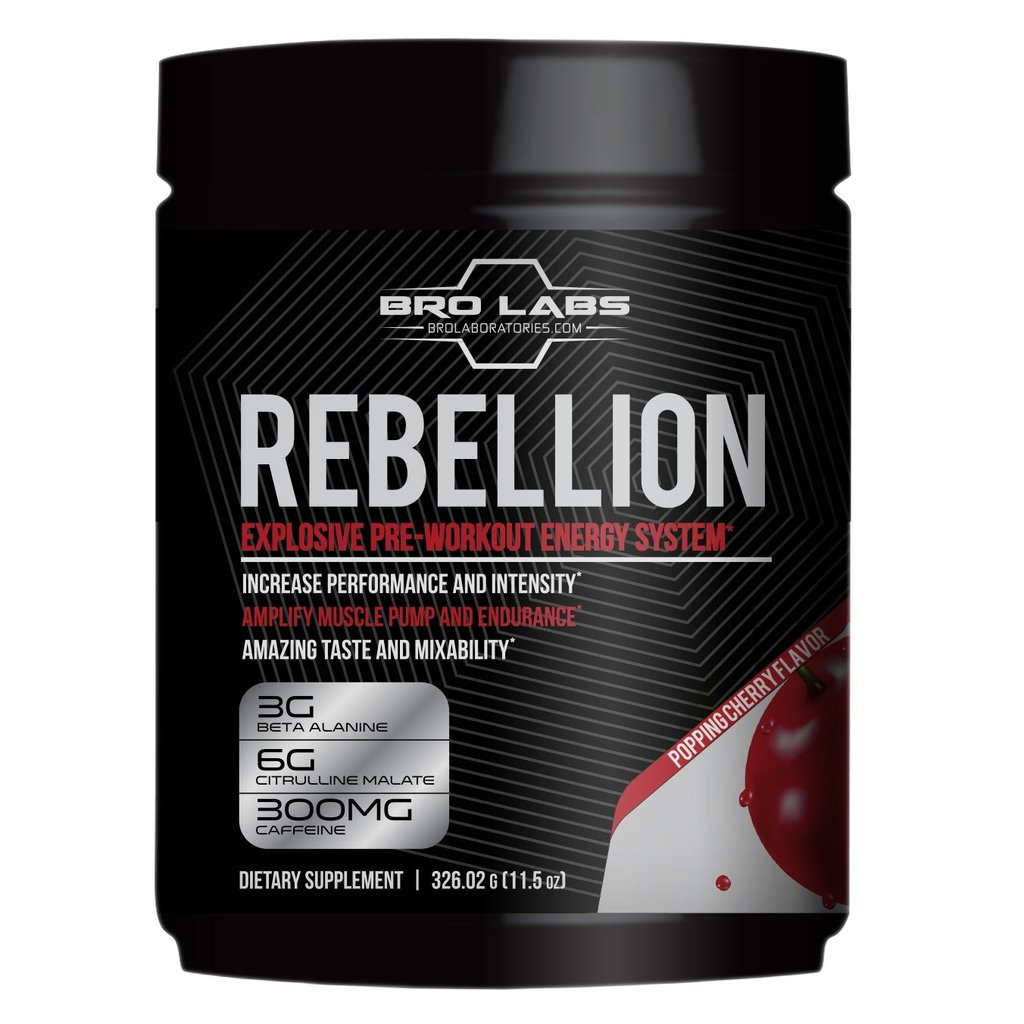 BRO LABS
BROLABORATORIES.COM
REBELLION
EXPLOSIVE PRE-WORKOUT ENERGY SYSTEM*
INCREASE PERFORMANCE AND INTENSITY*
AMPLIFY MUSCLE PUMP AND ENDURANCE*
AMAZING TASTE AND MIXABILITY*
3G
BETA ALANINE
6G
CITRULLINE MALATE
300MG
CAFFEINE
POPPING CHERRY FLAVOR
DIETARY SUPPLEMENT | 326.02 G (11.5 OZ)